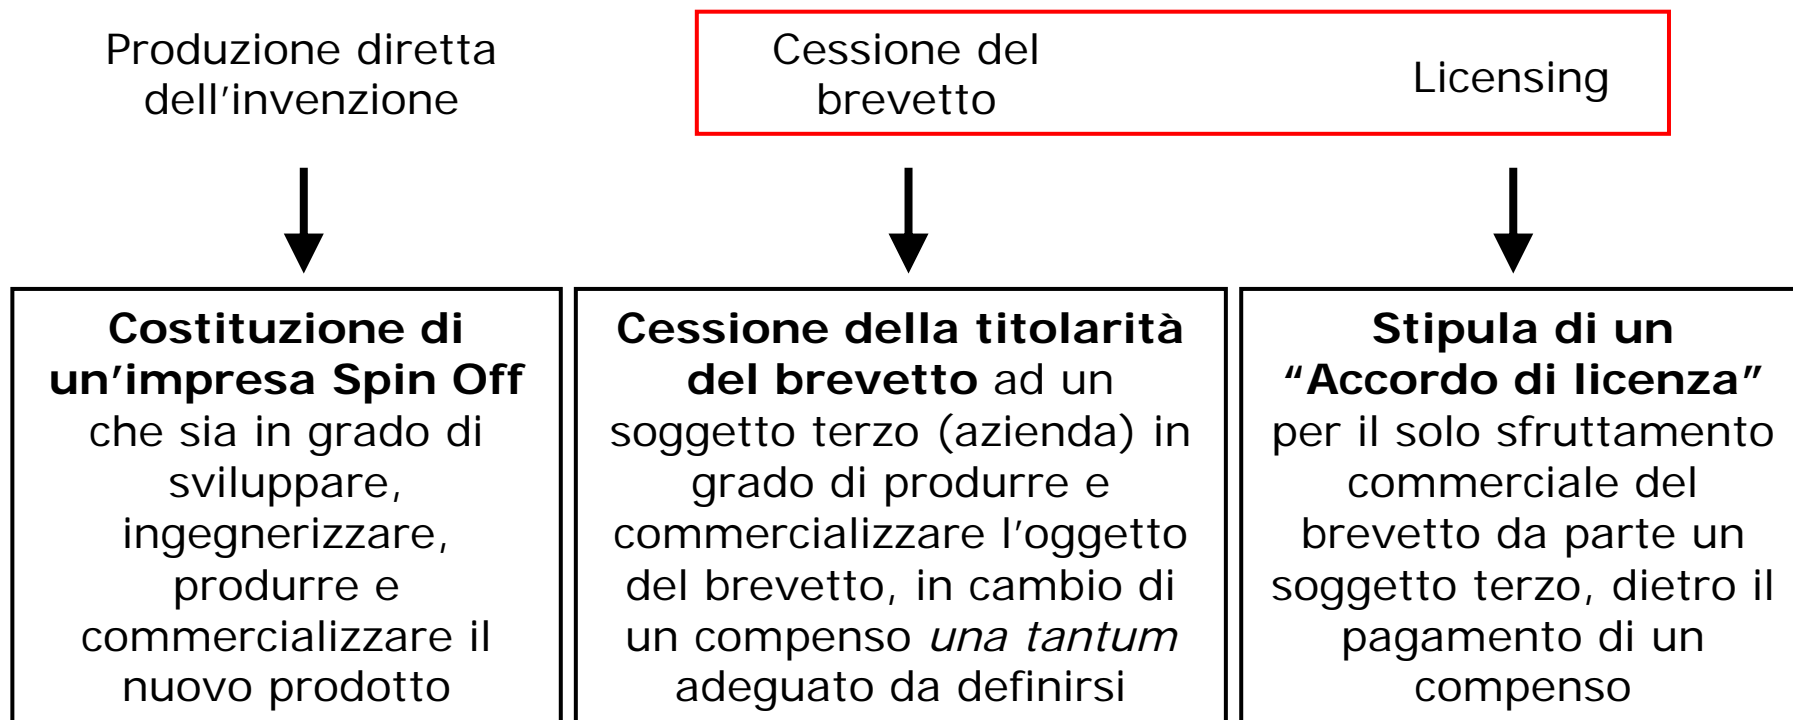 Produzione diretta
dell'invenzione
Cessione del
brevetto
Licensing
Costituzione di
un’impresa Spin Off
che sia in grado di
sviluppare,
ingegnerizzare,
produrre e
commercializzare il
nuovo prodotto
Cessione della titolarità
del brevetto ad un
soggetto terzo (azienda) in
grado di produrre e
commercializzare l’oggetto
del brevetto, in cambio di
un compenso una tantum
adeguato da definirsi
Stipula di un
“Accordo di licenza”
per il solo sfruttamento
commerciale del
brevetto da parte un
soggetto terzo, dietro il
pagamento di un
compenso